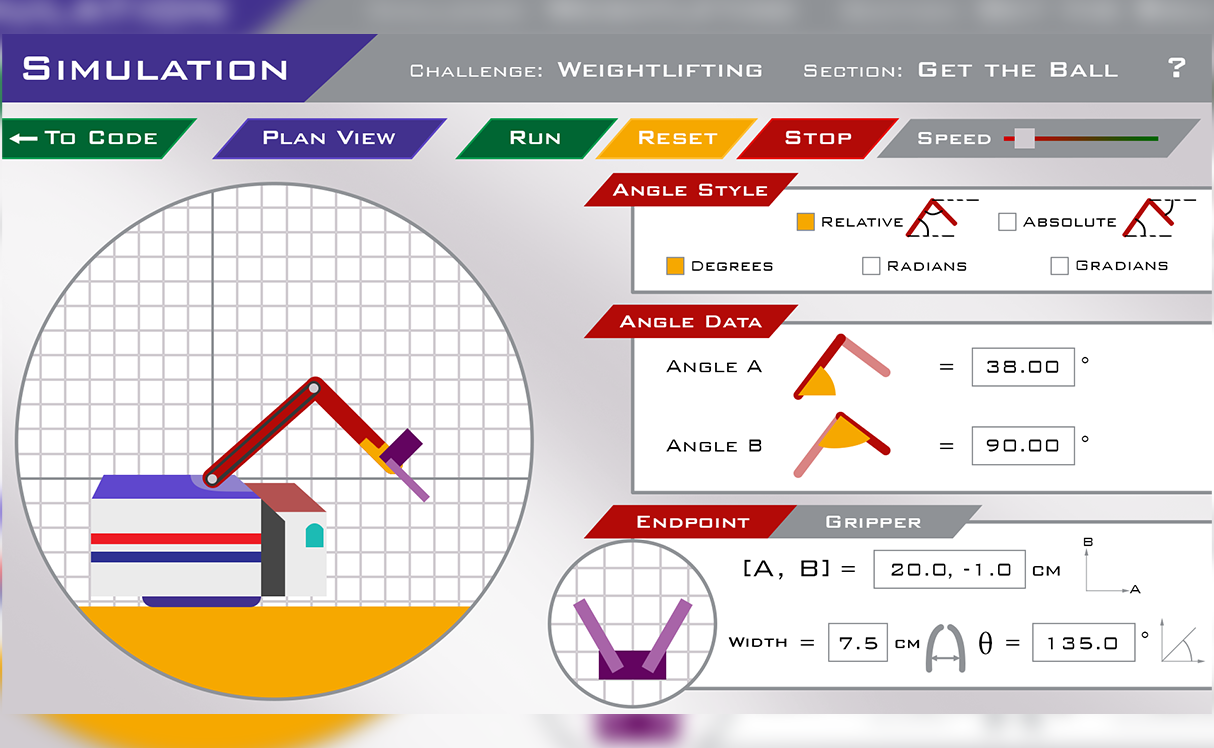 SIMULATION
CHALLENGE: WEIGHTLIFTING SECTION: GET THE BALL ?
TO CODE PLAN VIEW RUN RESET STOP SPEED
ANGLE STYLE
RELATIVE ABSOLUTE
DEGREES RADIANS GRADIANS
ANGLE DATA
ANGLE A = 38.00 °
ANGLE B = 90.00 °
ENDPOINT GRIPPER
[A, B] = 20.0, -1.0 CM B A
WIDTH = 7.5 CM θ = 135.0 °